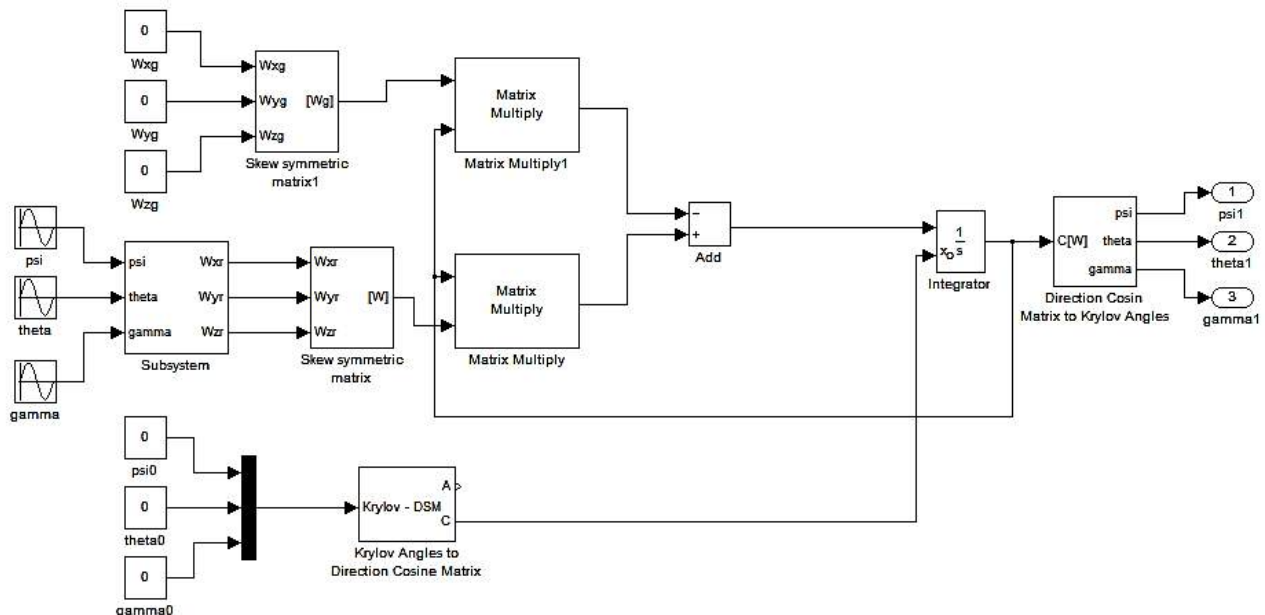 0
Wxg
0
Wyg
0
Wzg
Wxg
Wyg
Wzg
[Wg]
Skew symmetric
matrix1
Matrix
Multiply
Matrix Multiply1
psi
theta
gamma
psi
theta
gamma
Wxr
Wyr
Wzr
Subsystem
Wxr
Wyr
Wzr
[W]
Skew symmetric
matrix
Matrix
Multiply
Matrix Multiply
−
+
Add
1
s
xo
Integrator
C[W]
psi
theta
gamma
Direction Cosin
Matrix to Krylov Angles
1
psi1
2
theta1
3
gamma1
0
psi0
0
theta0
0
gamma0
Krylov - DSM
A
C
Krylov Angles to
Direction Cosine Matrix